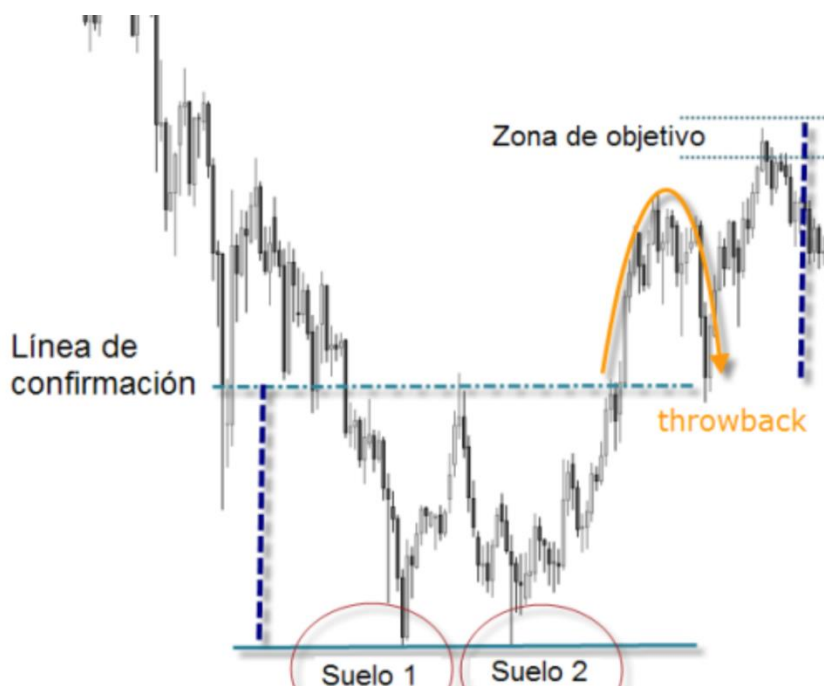 Zona de objetivo
Línea de
confirmación
throwback
Suelo 1
Suelo 2